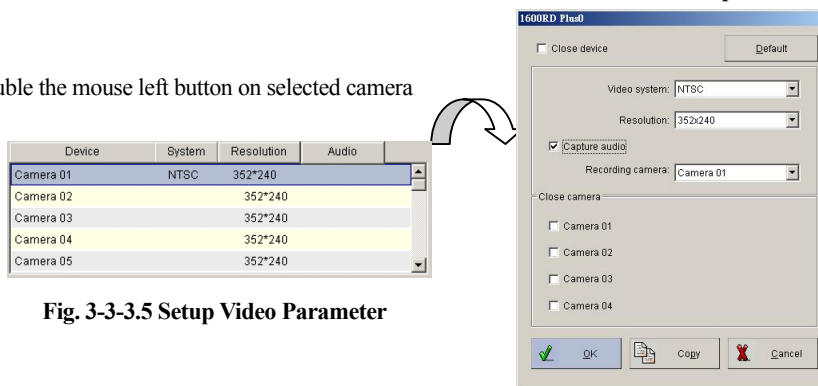 1600RD Plus0
Close device
Default
Video system: NTSC
Resolution: 352x240
Capture audio
Recording camera: Camera 01
Close camera
Camera 01
Camera 02
Camera 03
Camera 04
OK Copy Cancel
uble the mouse left button on selected camera
Device System Resolution Audio
Camera 01 NTSC 352*240
Camera 02 352*240
Camera 03 352*240
Camera 04 352*240
Camera 05 352*240
Fig. 3-3-3.5 Setup Video Parameter